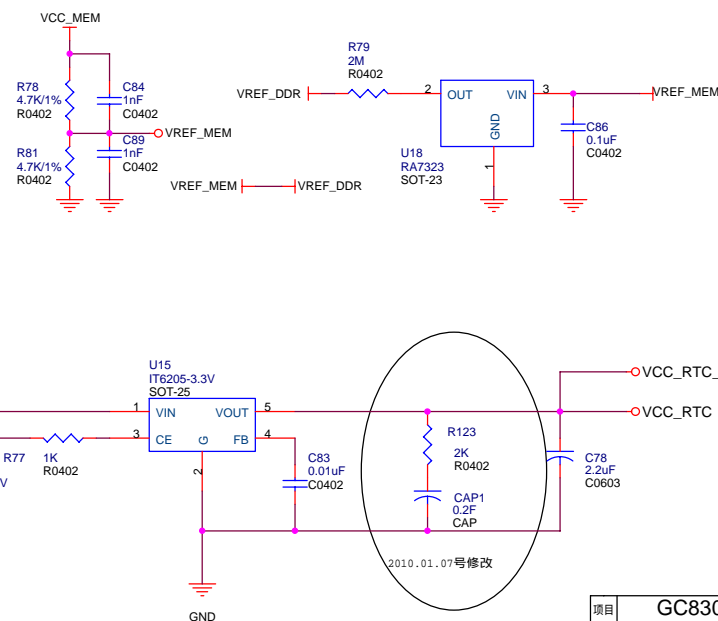 VCC_MEM
R78
4.7K/1%
R0402
C84
1nF
C0402
VREF_MEM
R81
4.7K/1%
R0402
C89
1nF
C0402
VREF_MEM
VREF_DDR
R79
2M
R0402
VREF_DDR
2
OUT
VIN
3
VREF_MEM
GND
1
U18
RA7323
SOT-23
C86
0.1uF
C0402
U15
IT6205-3.3V
SOT-25
1
VIN
VOUT
5
3
CE
G
FB
4
2
R77
1K
R0402
V
C83
0.01uF
C0402
R123
2K
R0402
CAP1
0.2F
CAP
2010.01.07号修改
VCC_RTC_
VCC_RTC
C78
2.2uF
C0603
GND
项目
GC830